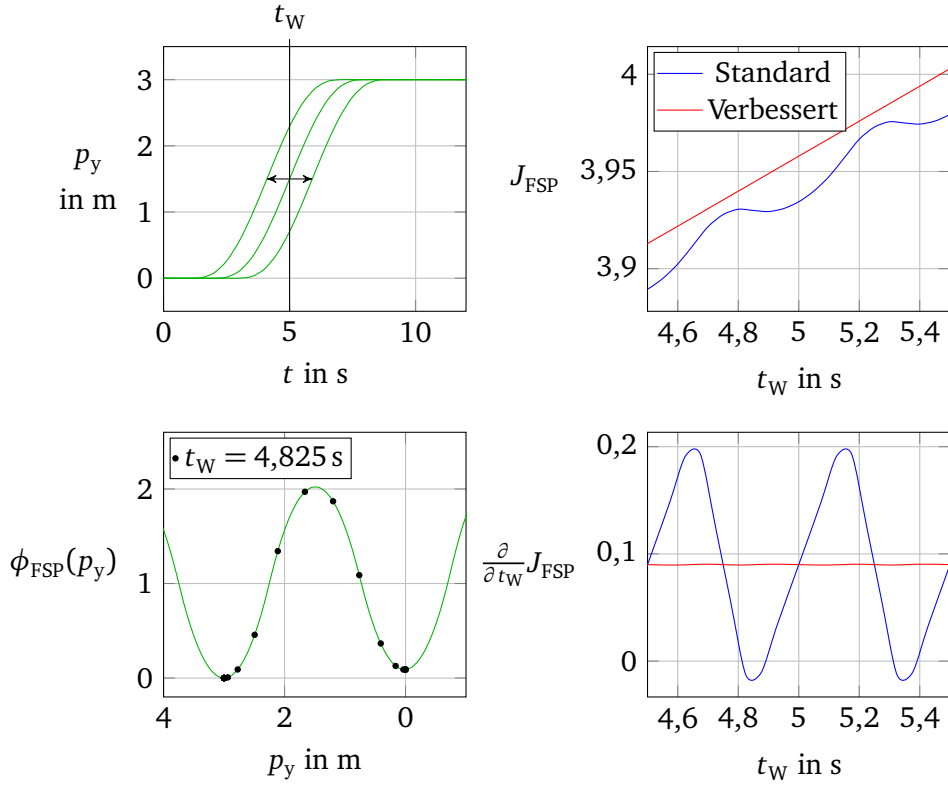 t_W
3
2
1
0
p_y
in m
0
5
10
t in s
4
3,95
3,9
J_FSP
Standard
Verbessert
4,6
4,8
5
5,2
5,4
t_W in s
2
1
0
ϕ_FSP(p_y)
t_W = 4,825 s
4
2
0
p_y in m
0,2
0,1
0
∂/∂t_W J_FSP
4,6
4,8
5
5,2
5,4
t_W in s